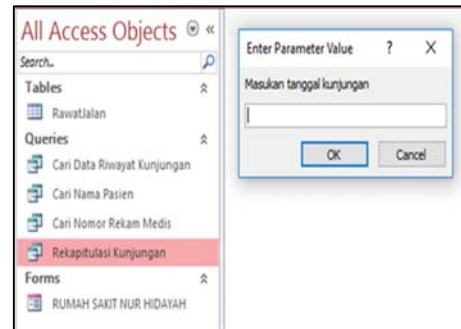 All Access Objects
Search...
Tables
RawatJalan
Queries
Cari Data Riwayat Kunjungan
Cari Nama Pasien
Cari Nomor Rekam Medis
Rekapitulasi Kunjungan
Forms
RUMAH SAKIT NUR HIDAYAH
Enter Parameter Value ? X
Masukan tanggal kunjungan
OK Cancel